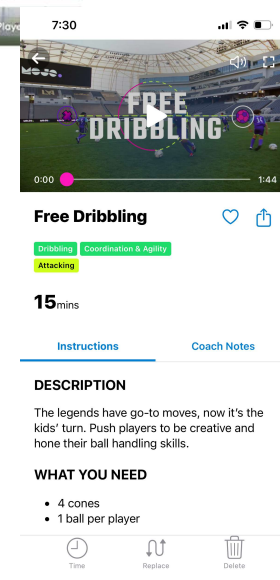 Playe
7:30
MOJO.
FREE
DRIBBLING
0:00
1:44
Free Dribbling
Dribbling
Coordination & Agility
Attacking
15mins
Instructions
Coach Notes
DESCRIPTION
The legends have go-to moves, now it's the
kids' turn. Push players to be creative and
hone their ball handling skills.
WHAT YOU NEED
• 4 cones
• 1 ball per player
Time
Replace
Delete